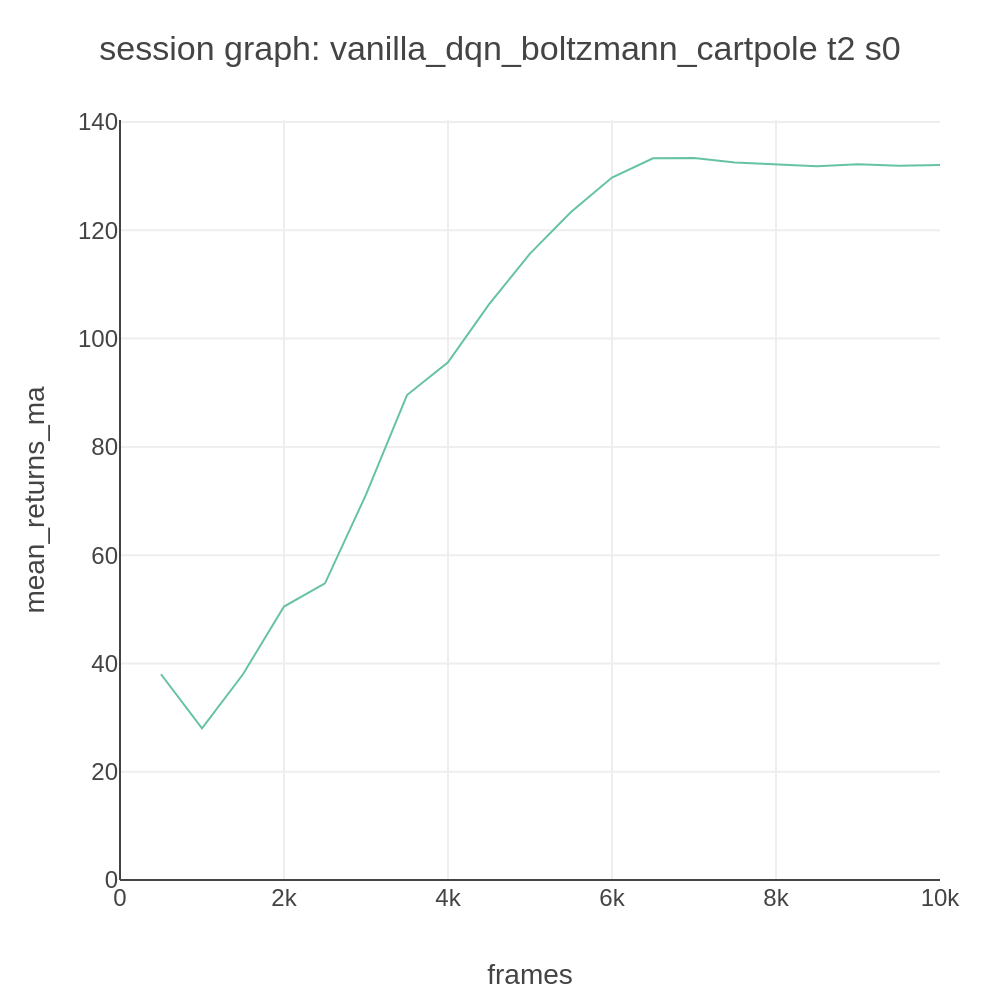 session graph: vanilla_dqn_boltzmann_cartpole t2 s0
140
120
100
80
60
40
20
0
mean_returns_ma
0 2k 4k 6k 8k 10k
frames